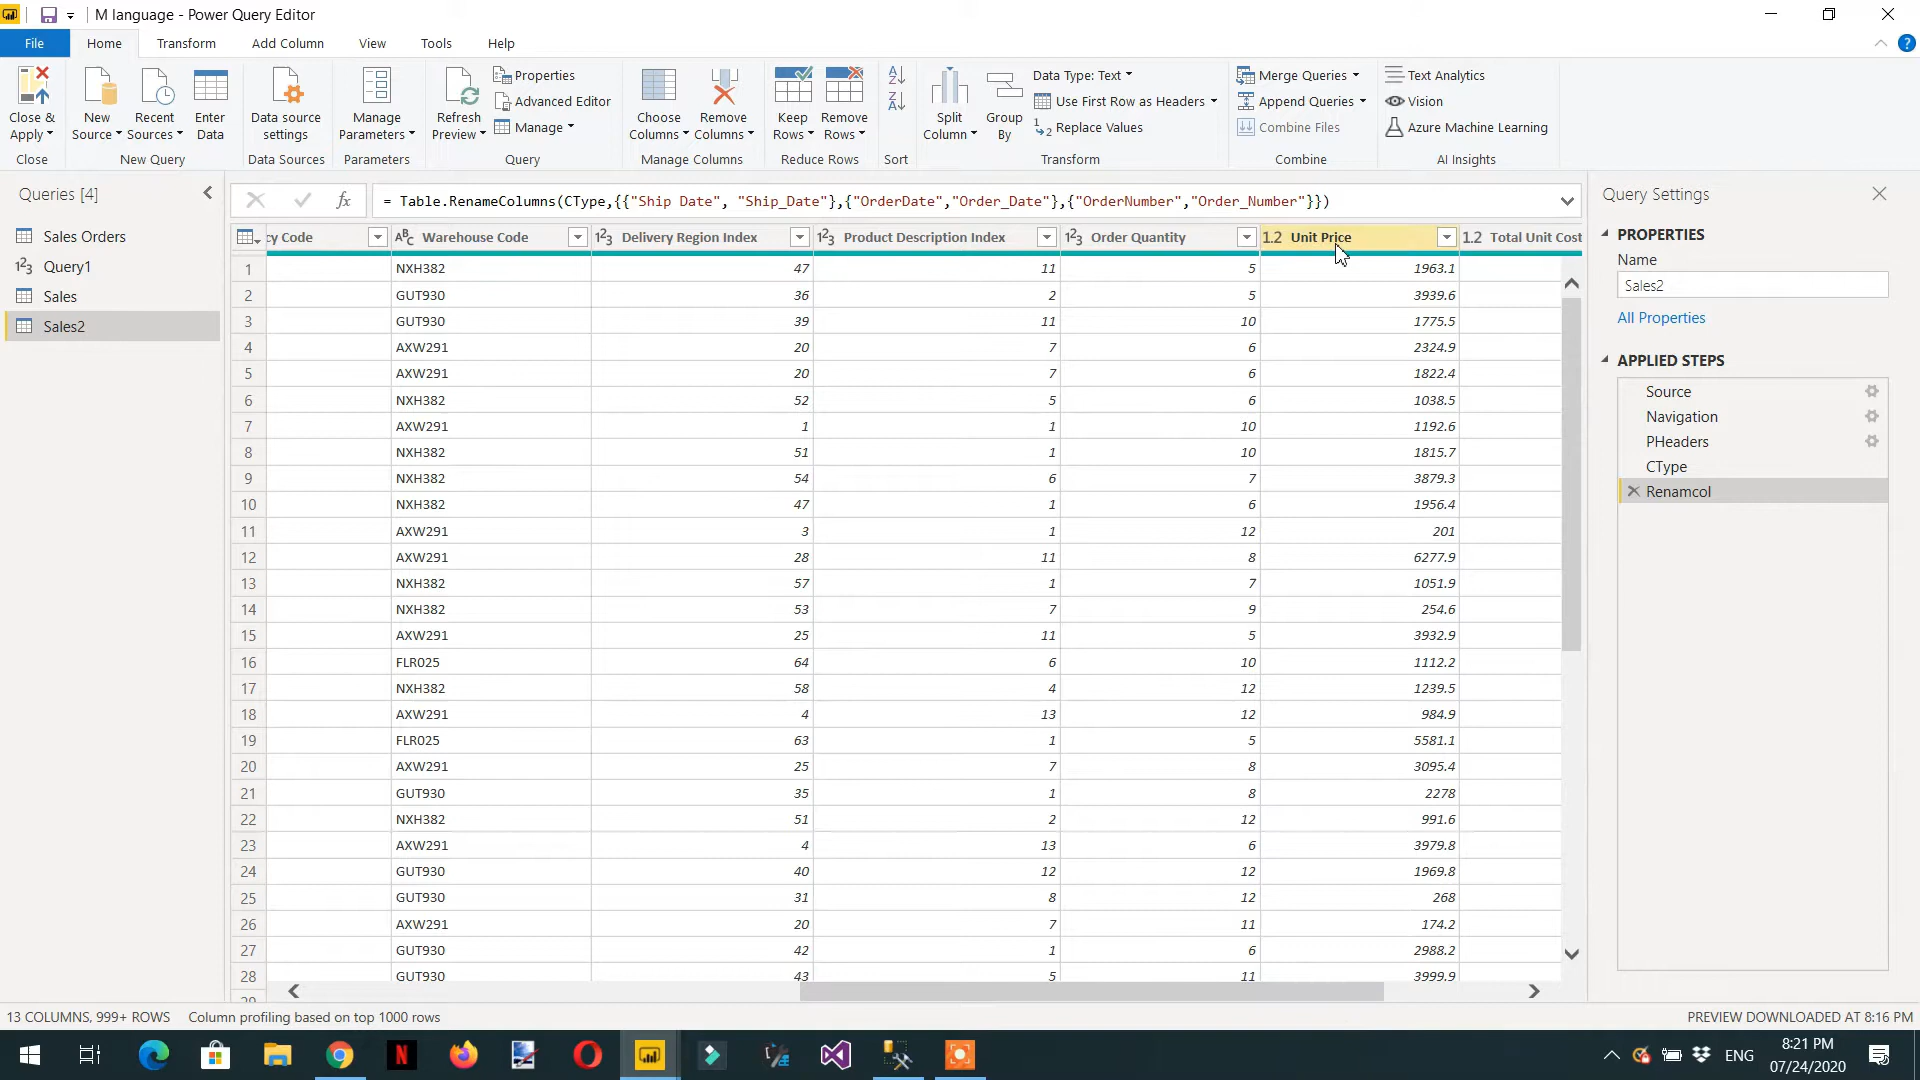 M language - Power Query Editor
File Home Transform Add Column View Tools Help
Close & Apply
New Source
Recent Sources
Enter Data
Data source settings
Manage Parameters
Refresh Preview
Properties
Advanced Editor
Manage
Choose Columns
Remove Columns
Keep Rows
Remove Rows
Split Column
Group By
Data Type: Text
Use First Row as Headers
Replace Values
Merge Queries
Append Queries
Combine Files
Text Analytics
Vision
Azure Machine Learning
Close New Query Data Sources Parameters Query Manage Columns Reduce Rows Sort Transform Combine AI Insights
Queries [4]
Sales Orders
Query1
Sales
Sales2
fx = Table.RenameColumns(CType,{{"Ship Date", "Ship_Date"},{"OrderDate","Order_Date"},{"OrderNumber","Order_Number"}})
cy Code Warehouse Code Delivery Region Index Product Description Index Order Quantity 1.2 Unit Price 1.2 Total Unit Cost
1 NXH382 47 11 5 1963.1
2 GUT930 36 2 5 3939.6
3 GUT930 39 11 10 1775.5
4 AXW291 20 7 6 2324.9
5 AXW291 20 7 6 1822.4
6 NXH382 52 5 6 1038.5
7 AXW291 1 1 10 1192.6
8 NXH382 51 1 10 1815.7
9 NXH382 54 6 7 3879.3
10 NXH382 47 1 6 1956.4
11 AXW291 3 1 12 201
12 AXW291 28 11 8 6277.9
13 NXH382 57 1 7 1051.9
14 NXH382 53 7 9 254.6
15 AXW291 25 11 5 3932.9
16 FLR025 64 6 10 1112.2
17 NXH382 58 4 12 1239.5
18 AXW291 4 13 12 984.9
19 FLR025 63 1 5 5581.1
20 AXW291 25 7 8 3095.4
21 GUT930 35 1 8 2278
22 NXH382 51 2 12 991.6
23 AXW291 4 13 6 3979.8
24 GUT930 40 12 12 1969.8
25 GUT930 31 8 12 268
26 AXW291 20 7 11 174.2
27 GUT930 42 1 6 2988.2
28 GUT930 43 5 11 3999.9
29
Query Settings
PROPERTIES
Name
Sales2
All Properties
APPLIED STEPS
Source
Navigation
PHeaders
CType
Renamcol
13 COLUMNS, 999+ ROWS Column profiling based on top 1000 rows PREVIEW DOWNLOADED AT 8:16 PM
ENG
8:21 PM
07/24/2020